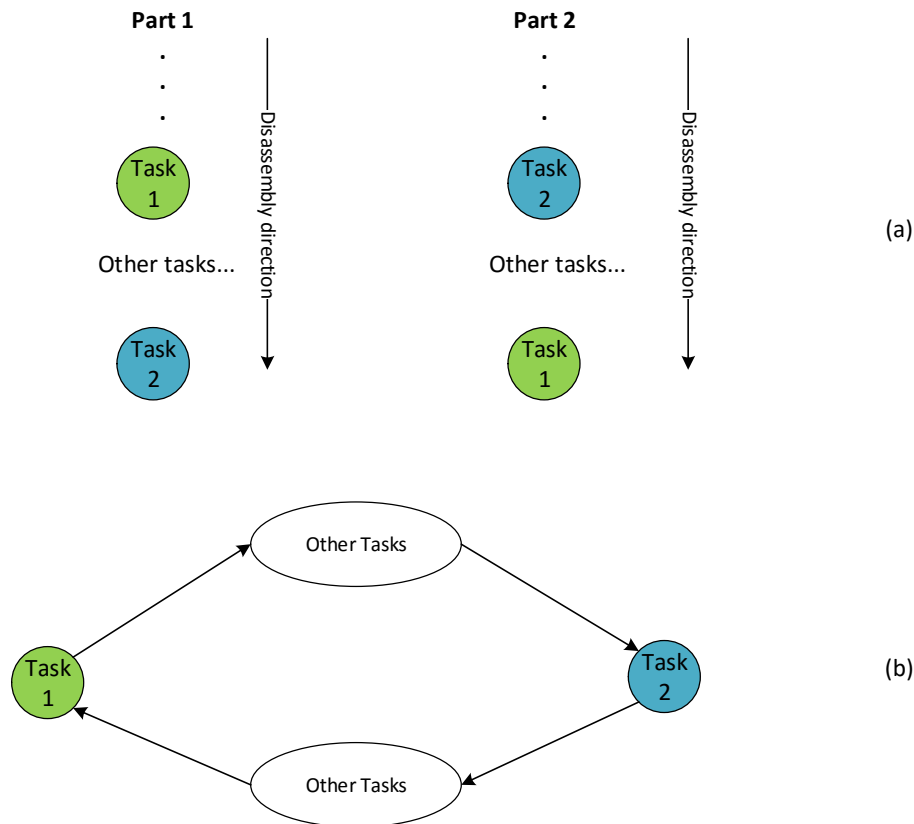 Part 1
Part 2
.
.
.
.
.
.
Disassembly direction
Disassembly direction
Task
1
Task
2
(a)
Other tasks...
Other tasks...
Task
2
Task
1
Other Tasks
Task
1
Task
2
(b)
Other Tasks